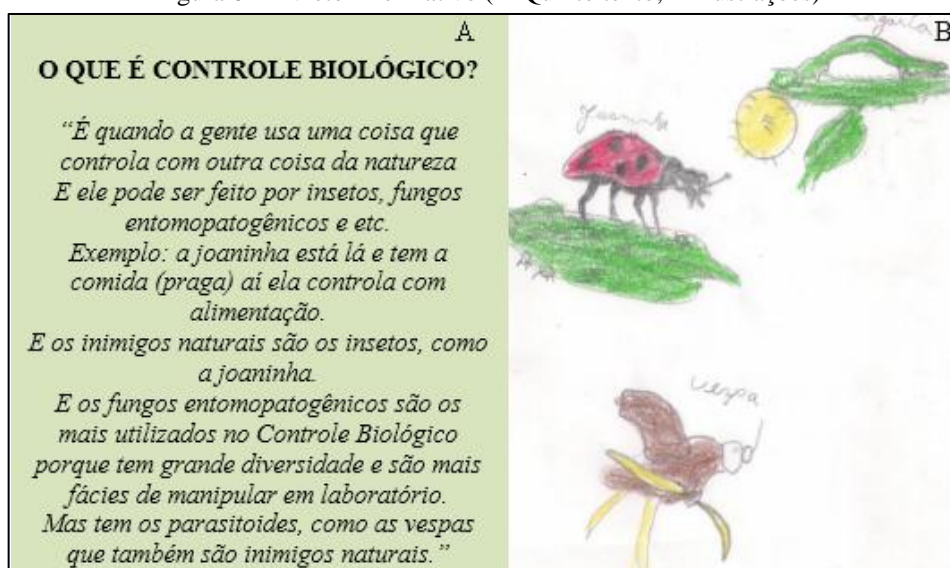 A
O QUE É CONTROLE BIOLÓGICO?
“É quando a gente usa uma coisa que
controla com outra coisa da natureza
E ele pode ser feito por insetos, fungos
entomopatogênicos e etc.
Exemplo: a joaninha está lá e tem a
comida (praga) aí ela controla com
alimentação.
E os inimigos naturais são os insetos, como
a joaninha.
E os fungos entomopatogênicos são os
mais utilizados no Controle Biológico
porque tem grande diversidade e são mais
fácies de manipular em laboratório.
Mas tem os parasitoides, como as vespas
que também são inimigos naturais.”
B
Joaninha
vespa